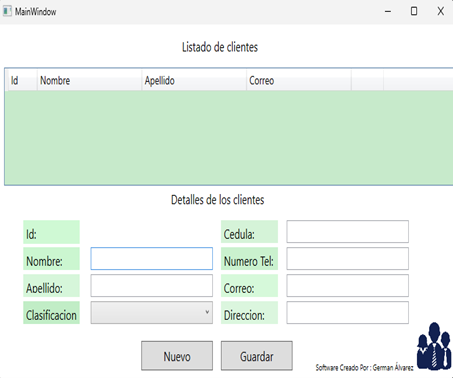 MainWindow
Listado de clientes
Id Nombre Apellido Correo
Detalles de los clientes
Id: Cedula:
Nombre: Numero Tel:
Apellido: Correo:
Clasificacion Direccion:
Nuevo Guardar
Software Creado Por : German Álvarez